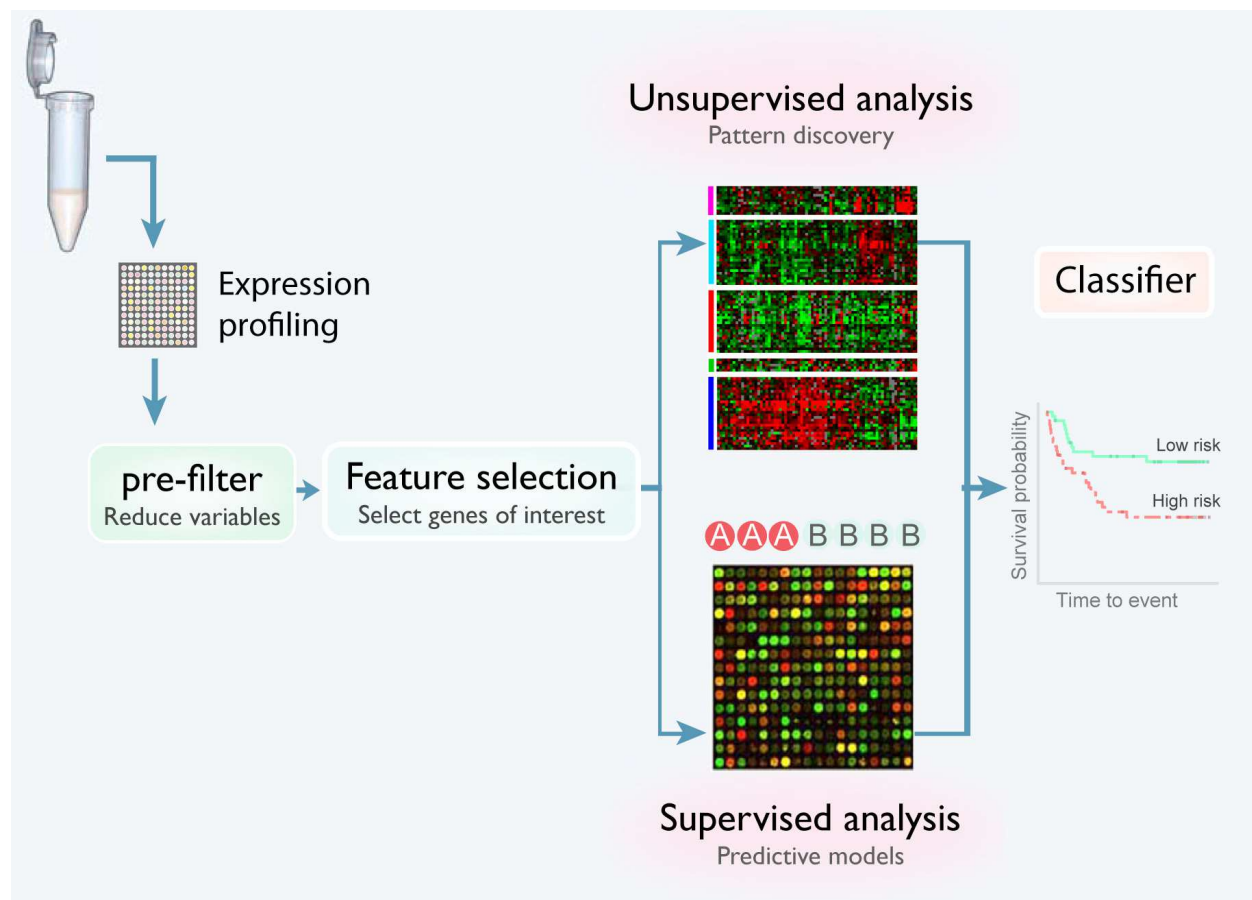 Unsupervised analysis
Pattern discovery
Expression
profiling
Classifier
pre-filter
Reduce variables
Feature selection
Select genes of interest
Survival probability
Low risk
High risk
Time to event
A A A B B B B
Supervised analysis
Predictive models